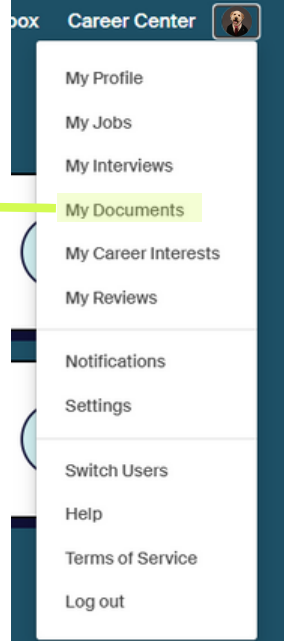 box Career Center
My Profile
My Jobs
My Interviews
My Documents
My Career Interests
My Reviews
Notifications
Settings
Switch Users
Help
Terms of Service
Log out